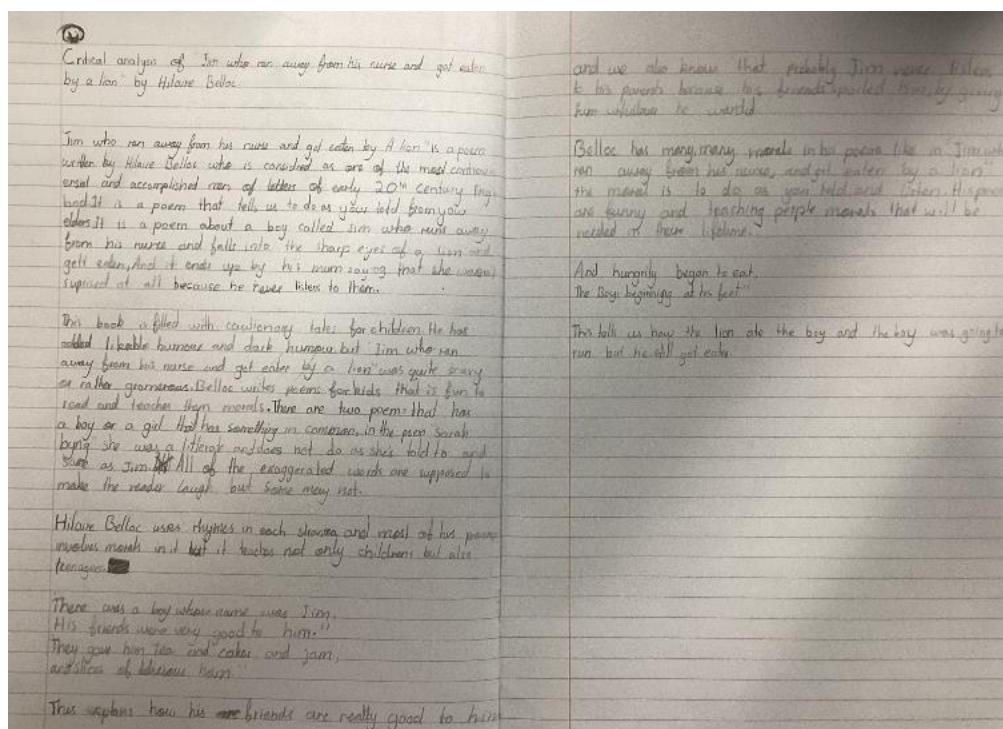 Critical analysis of "Jim who ran away from his nurse and got eaten
by a lion" by Hilaire Belloc
Jim who ran away from his nurse and got eaten by A lion" is a poem
written by Hilaire Belloc who is considred as one of the most controv
ersial and accomplished men of letters of early 20th century Eng
land.It is a poem that tells us to do as your told from your
elders.It is a poem about a boy called Jim who runs away
from his nurse and falls into the sharp eyes of a lion and
gets eaten,And it ends up by his mum saying that she wasnt
suprised at all because he never listens to them.
This book is filled with cautionary tales for children. He has
added likeable humour and dark humour but "Jim who ran
away from his nurse and got eaten by a lion" was quite scary
or rather Belloc writes poems for kids that is fun to
read and teaches them morals.There are two poems that has
a boy or a girl that has something in common, in the poem Sarah
byng she was a and does not do as she's told to and
same as Jim. All of the exaggerated words are supposed to
make the reader laugh but some may not.
Hilaire Belloc uses rhymes in each and most of his poems
involves morals in it but it teaches not only childrens but also
teenagers.
There was a boy whose name was Jim,
His friends were very good to him."
They gave him Tea and cakes and jam,
and slices of delicious ham
This explains how his friends are really good to him
and we also know that probably Jim never listen
to his parents because his friends spoiled him, by giving
him whatever he wanted
Belloc has many,many morals in his poems like in "Jim who
ran away from his nurse, and got eaten by a lion"
the moral is to do as you told and listen. His poems
are funny and teaching people morals that will be
needed in their lifetime.
And hungrily began to eat,
The Boy: beginning at his feet"
This tells us how the lion ate the boy and the boy was going to
run but he still got eaten.